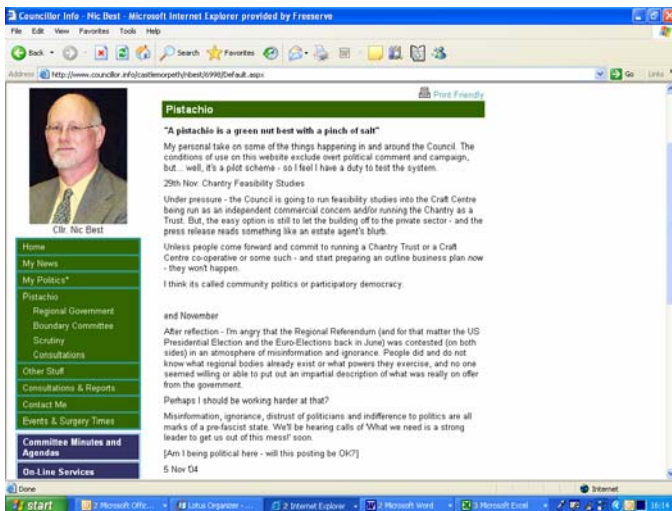 Councillor Info - Nic Best - Microsoft Internet Explorer provided by Freeserve
File Edit View Favorites Tools Help
Back Search Favorites
Address http://www.councillor.info/castlemorpeth/nbest/6998/Default.aspx Go Links
Print Friendly
Pistachio
"A pistachio is a green nut best with a pinch of salt"
My personal take on some of the things happening in and around the Council. The
conditions of use on this website exclude overt political comment and campaign,
but... well, it's a pilot scheme - so I feel I have a duty to test the system.
29th Nov: Chantry Feasibility Studies
Under pressure - the Council is going to run feasibility studies into the Craft Centre
being run as an independent commercial concern and/or running the Chantry as a
Trust. But, the easy option is still to let the building off to the private sector - and the
press release reads something like an estate agent's blurb.
Unless people come forward and commit to running a Chantry Trust or a Craft
Centre co-operative or some such - and start preparing an outline business plan now
- they won't happen.
I think its called community politics or participatory democracy.
end November
After reflection - I'm angry that the Regional Referendum (and for that matter the US
Presidential Election and the Euro-Elections back in June) was contested (on both
sides) in an atmosphere of misinformation and ignorance. People did and do not
know what regional bodies already exist or what powers they exercise, and no one
seemed willing or able to put out an impartial description of what was really on offer
from the government.
Perhaps I should be working harder at that?
Misinformation, ignorance, distrust of politicians and indifference to politics are all
marks of a pre-fascist state. We'll be hearing calls of 'What we need is a strong
leader to get us out of this mess!' soon.
[Am I being political here - will this posting be OK?]
5 Nov 04
Cllr. Nic Best
Home
My News
My Politics*
Pistachio
Regional Government
Boundary Committee
Scrutiny
Consultations
Other Stuff
Consultations & Reports
Contact Me
Events & Surgery Times
Committee Minutes and
Agendas
On-Line Services
Done Internet
start 2 Microsoft Offic... Lotus Organizer - ... 2 Internet Explorer 2 Microsoft Word 3 Microsoft Excel 16:14